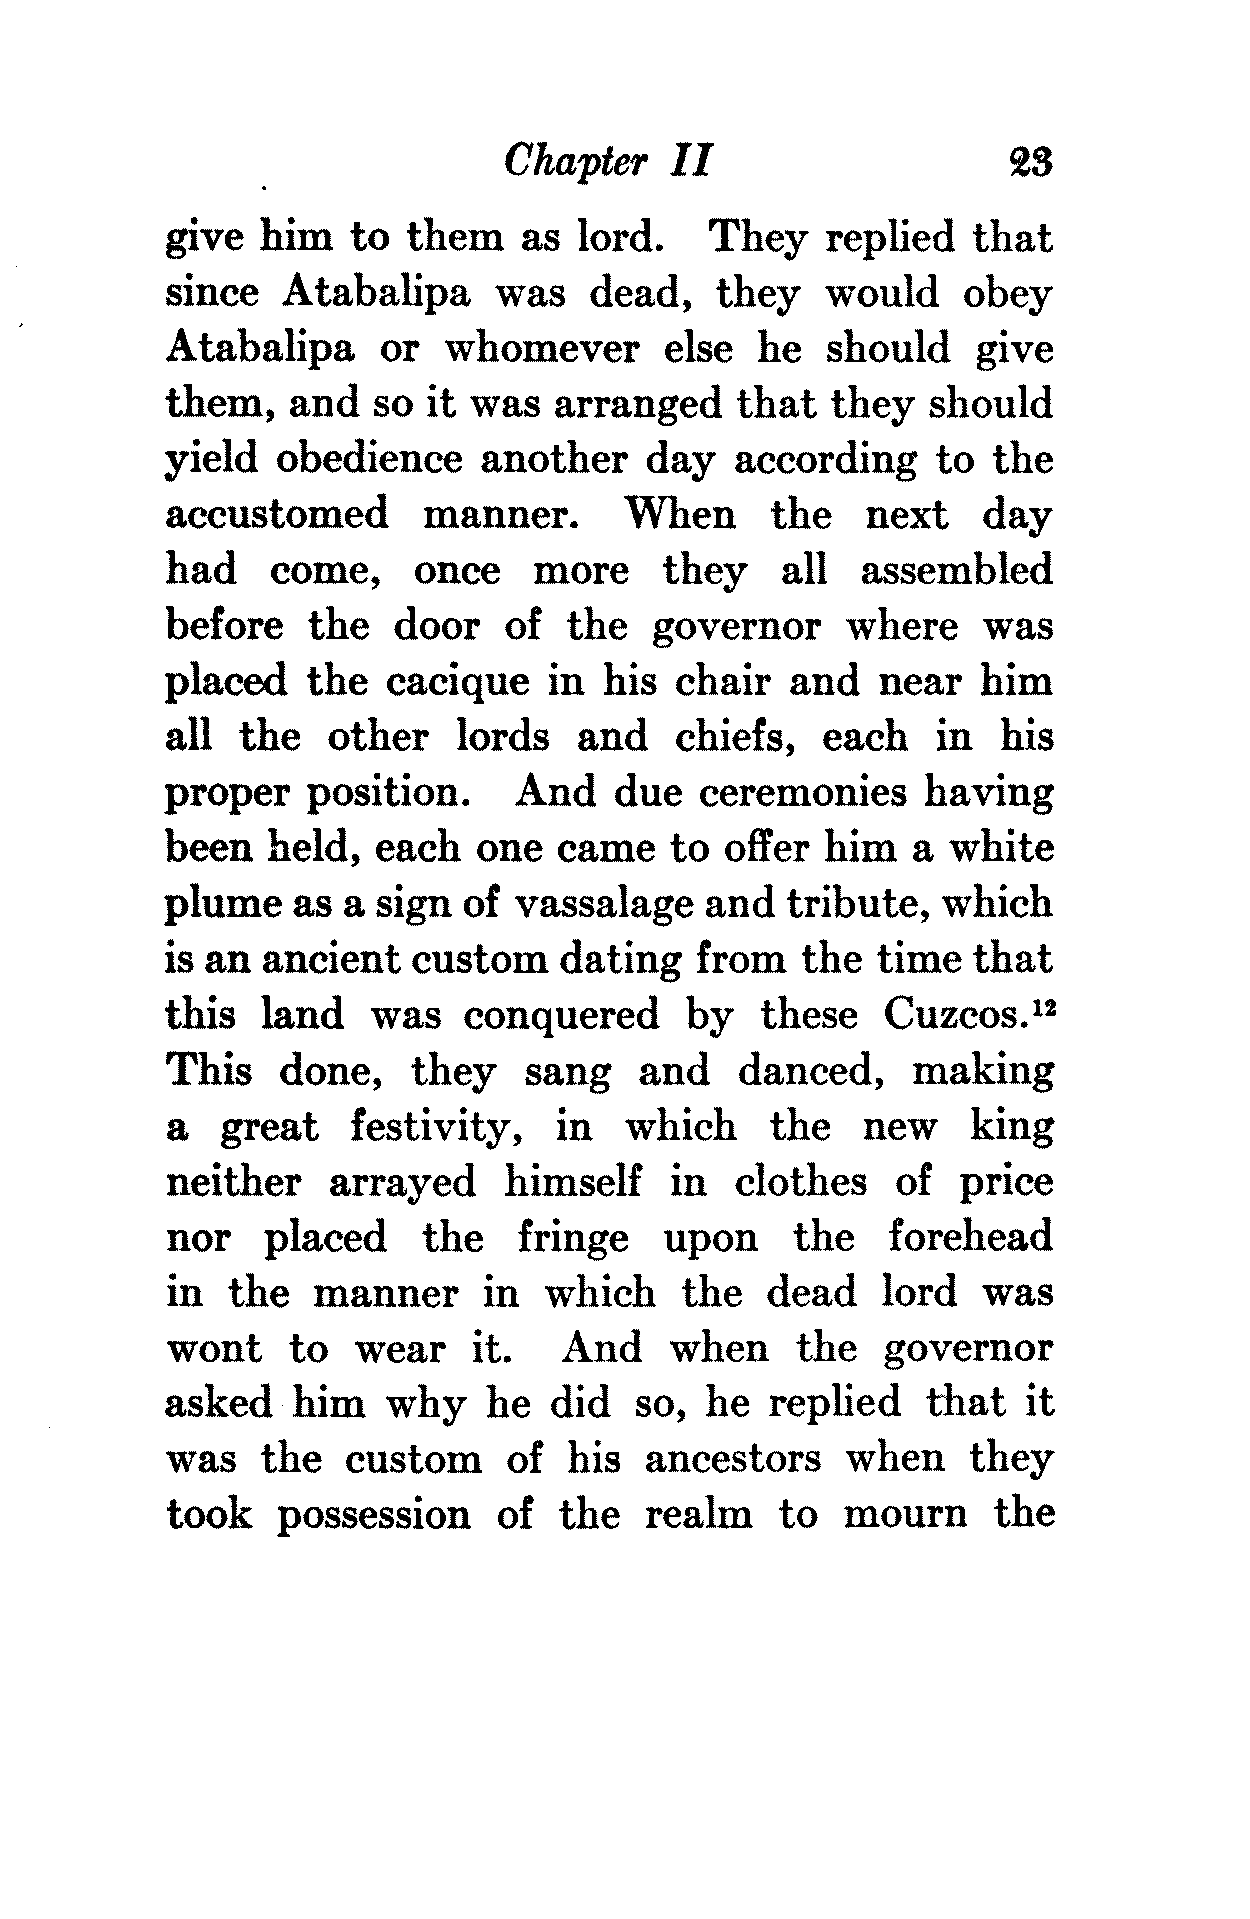 Chapter II 23
give him to them as lord. They replied that
since Atabalipa was dead, they would obey
Atabalipa or whomever else he should give
them, and so it was arranged that they should
yield obedience another day according to the
accustomed manner. When the next day
had come, once more they all assembled
before the door of the governor where was
placed the cacique in his chair and near him
all the other lords and chiefs, each in his
proper position. And due ceremonies having
been held, each one came to offer him a white
plume as a sign of vassalage and tribute, which
is an ancient custom dating from the time that
this land was conquered by these Cuzcos.¹²
This done, they sang and danced, making
a great festivity, in which the new king
neither arrayed himself in clothes of price
nor placed the fringe upon the forehead
in the manner in which the dead lord was
wont to wear it. And when the governor
asked him why he did so, he replied that it
was the custom of his ancestors when they
took possession of the realm to mourn the